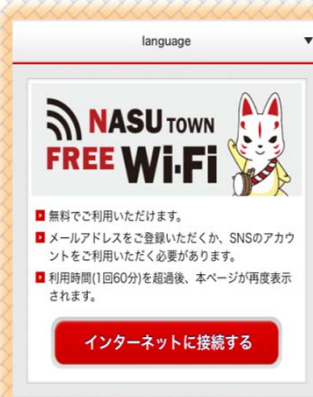 language
NASU TOWN
FREE Wi-Fi
無料でご利用いただけます。
メールアドレスをご登録いただくか、SNSのアカウ
ントをご利用いただく必要があります。
利用時間(1回60分)を超過後、本ページが再度表示
されます。
インターネットに接続する